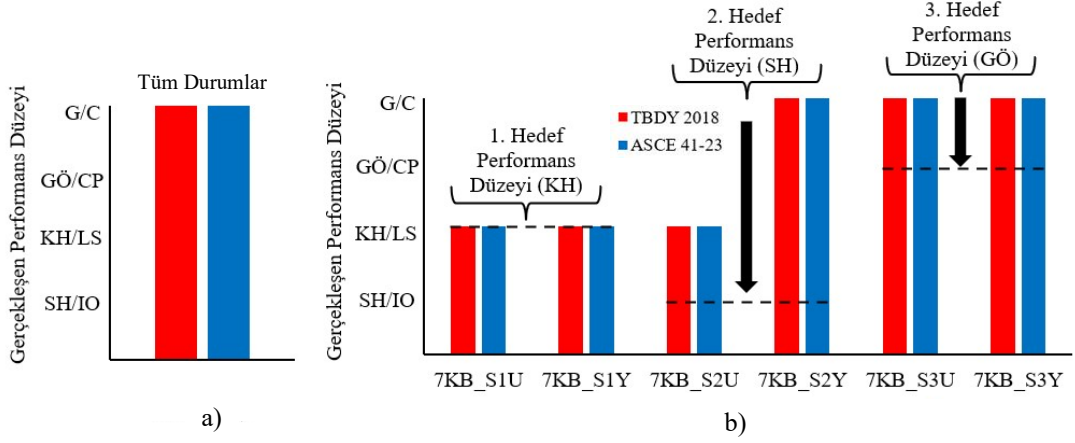 Gerçekleşen Performans Düzeyi
Tüm Durumlar
G/C
GÖ/CP
KH/LS
SH/IO
a)
Gerçekleşen Performans Düzeyi
G/C
GÖ/CP
KH/LS
SH/IO
1. Hedef
Performans
Düzeyi (KH)
2. Hedef
Performans
Düzeyi (SH)
3. Hedef
Performans
Düzeyi (GÖ)
TBDY 2018
ASCE 41-23
7KB_S1U
7KB_S1Y
7KB_S2U
7KB_S2Y
7KB_S3U
7KB_S3Y
b)